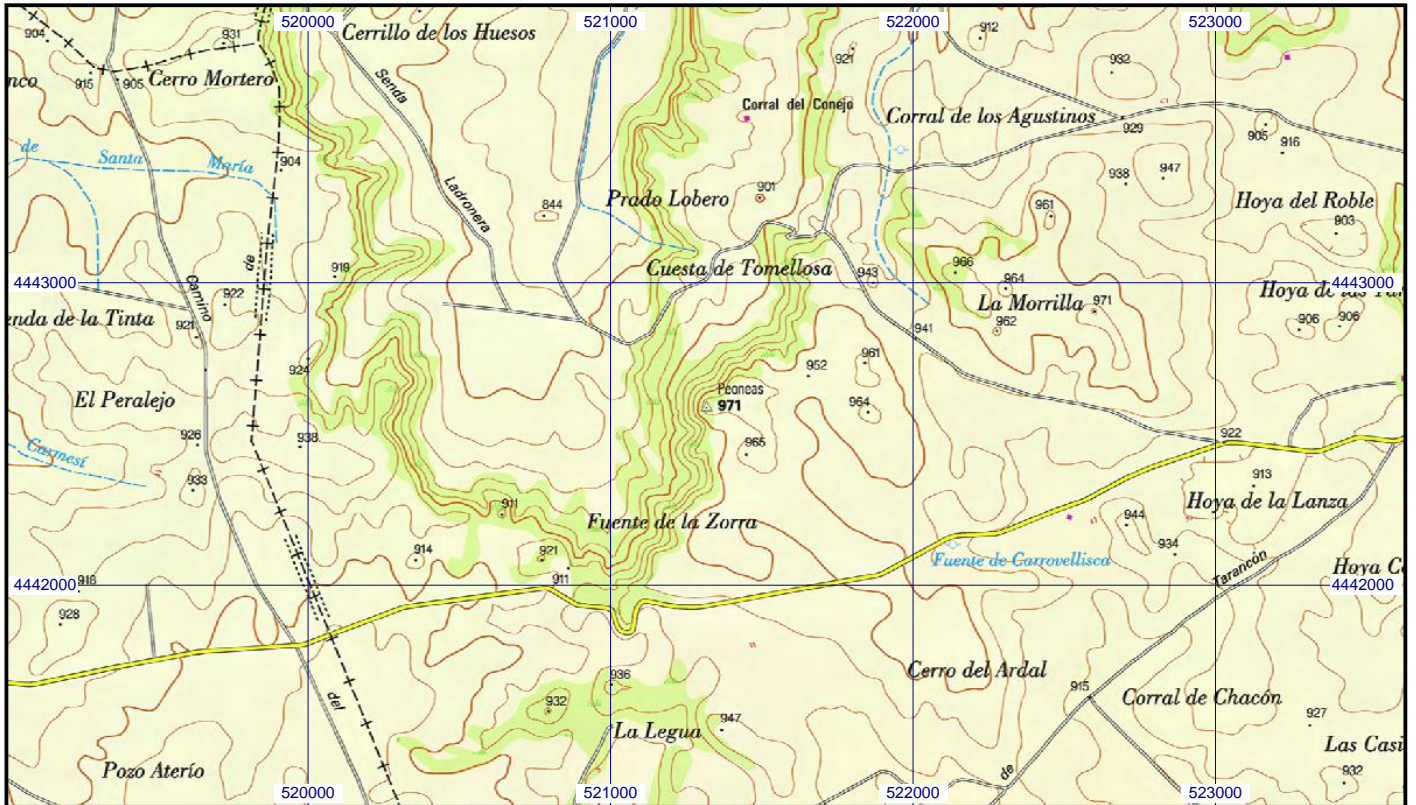 520000
521000
522000
523000
904
931
Cerrillo de los Huesos
912
921
932
nco
915
905
Cerro Mortero
Senda
Corral del Conejo
Corral de los Agustinos
929
905
916
de
Santa
María
904
Ladronera
844
Prado Lobero
901
938
947
961
Hoya del Roble
903
de
919
Cuesta de Tomellosa
943
966
964
4443000
4443000
Camino
922
La Morrilla
971
962
enda de la Tinta
921
941
906
906
924
952
961
El Peralejo
Peoneas
971
964
926
938
965
922
Carmesí
933
911
913
Hoya de la Lanza
Fuente de la Zorra
944
914
921
934
911
Fuente de Carrovellisca
Tarancón
918
4442000
4442000
928
936
Cerro del Ardal
915
Corral de Chacón
932
del
La Legua
947
927
Las Casi
Pozo Aterío
de
932
520000
521000
522000
523000